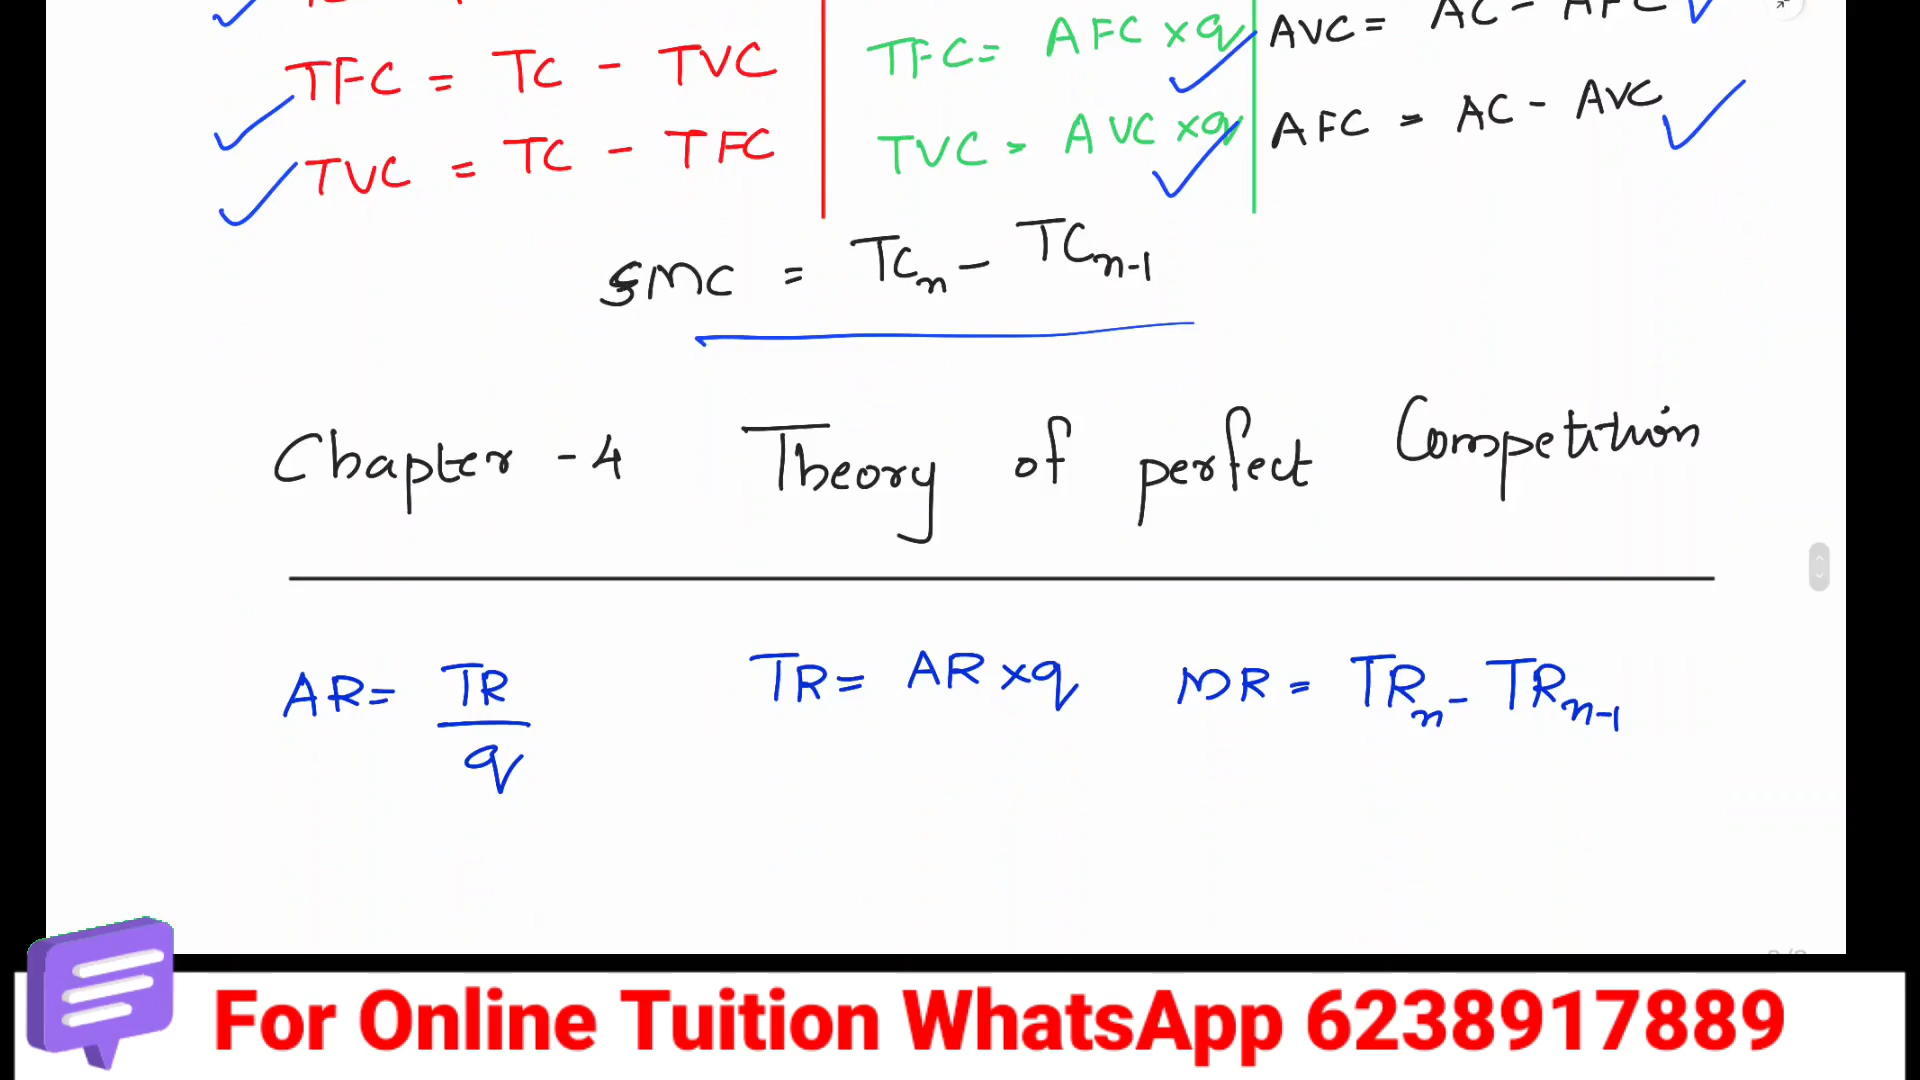 TFC = TC - TVC
TVC = TC - TFC
TFC = AFC × q
TVC = AVC × q
AVC = AC - AFC
AFC = AC - AVC
SMC = TCn - TCn-1
Chapter - 4 Theory of perfect Competition
AR = TR/q
TR = AR × q
MR = TRn - TRn-1
For Online Tuition WhatsApp 6238917889